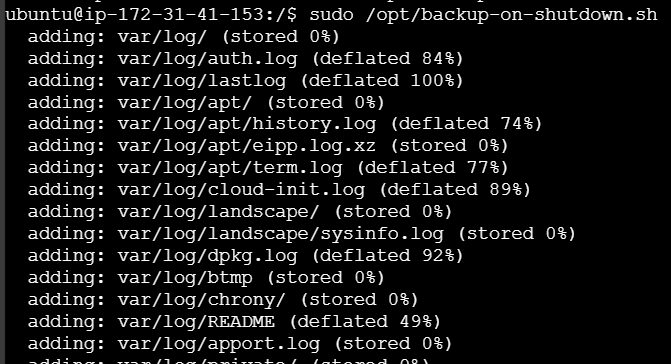 ubuntu@ip-172-31-41-153:/$ sudo /opt/backup-on-shutdown.sh
adding: var/log/ (stored 0%)
adding: var/log/auth.log (deflated 84%)
adding: var/log/lastlog (deflated 100%)
adding: var/log/apt/ (stored 0%)
adding: var/log/apt/history.log (deflated 74%)
adding: var/log/apt/eipp.log.xz (stored 0%)
adding: var/log/apt/term.log (deflated 77%)
adding: var/log/cloud-init.log (deflated 89%)
adding: var/log/landscape/ (stored 0%)
adding: var/log/landscape/sysinfo.log (stored 0%)
adding: var/log/dpkg.log (deflated 92%)
adding: var/log/btmp (stored 0%)
adding: var/log/chrony/ (stored 0%)
adding: var/log/README (deflated 49%)
adding: var/log/apport.log (stored 0%)
adding: var/log/private/ (stored 0%)